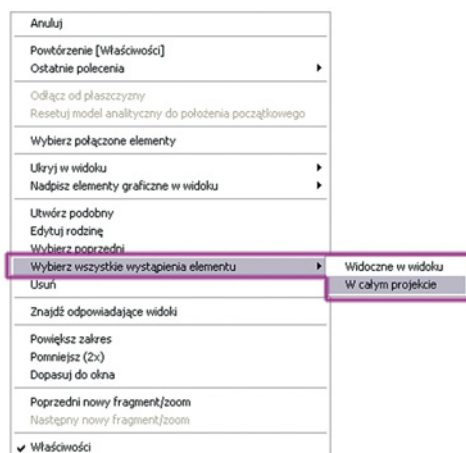 Anuluj
Powtórzenie [Właściwości]
Ostatnie polecenia
Odłącz od płaszczyzny
Resetuj model analityczny do położenia początkowego
Wybierz połączone elementy
Ukryj w widoku
Nadpisz elementy graficzne w widoku
Utwórz podobny
Edytuj rodzinę
Wybierz poprzedni
Wybierz wszystkie wystąpienia elementu
Widoczne w widoku
Usuń
W całym projekcie
Znajdź odpowiadające widoki
Powiększ zakres
Pomniejsz (2x)
Dopasuj do okna
Poprzedni nowy fragment/zoom
Następny nowy fragment/zoom
Właściwości